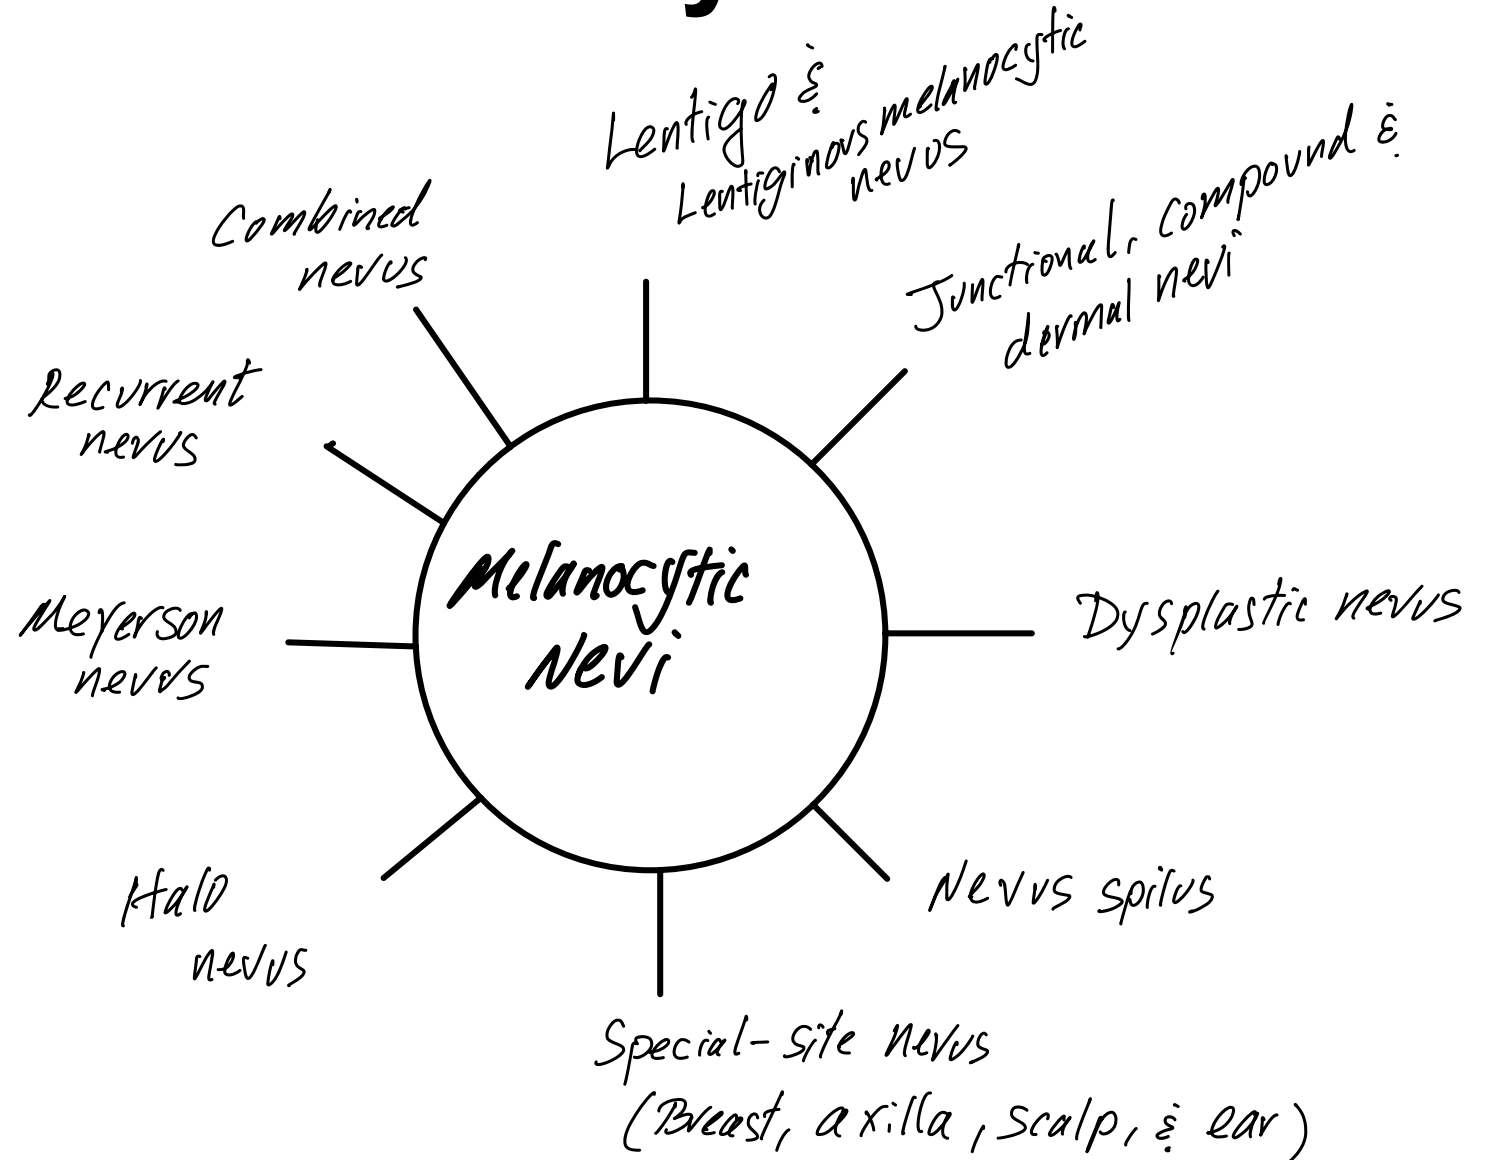 Lentigo &
Lentiginous melanocytic
nevus
Junctional, compound &
dermal nevi
Dysplastic nevus
Nevus spilus
Special-site nevus
(Breast, axilla, scalp, & ear)
Halo
nevus
Meyerson
nevus
Recurrent
nevus
Combined
nevus
Melanocytic
Nevi